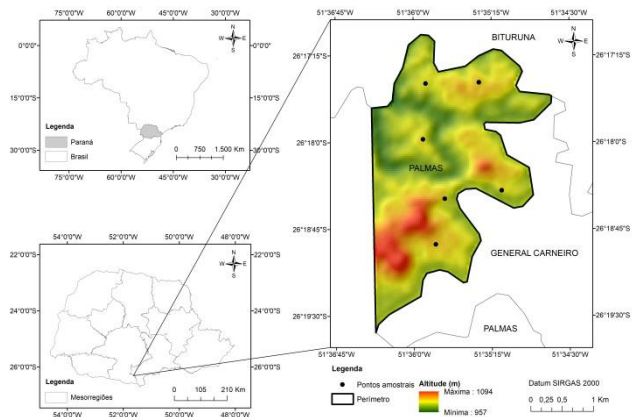 75°0'0"W 60°0'0"W 45°0'0"W
N
W E
S
0°0'0"
0°0'0"
15°0'0"S
15°0'0"S
30°0'0"S
30°0'0"S
Legenda
Paraná
Brasil
0 750 1.500 Km
75°0'0"W 60°0'0"W 45°0'0"W
54°0'0"W 52°0'0"W 50°0'0"W 48°0'0"W
N
W E
S
22°0'0"S
22°0'0"S
24°0'0"S
24°0'0"S
26°0'0"S
26°0'0"S
Legenda
Mesorregiões
0 105 210 Km
54°0'0"W 52°0'0"W 50°0'0"W 48°0'0"W
51°36'45"W 51°36'0"W 51°35'15"W 51°34'30"W
BITURUNA
N
W E
S
26°17'15"S
26°17'15"S
26°18'0"S
26°18'0"S
PALMAS
26°18'45"S
26°18'45"S
GENERAL CARNEIRO
26°19'30"S
26°19'30"S
PALMAS
51°36'45"W 51°36'0"W 51°35'15"W 51°34'30"W
Legenda
Pontos amostrais
Perímetro
Altitude (m)
Máxima : 1094
Mínima : 957
Datum SIRGAS 2000
0 0,25 0,5 1 Km